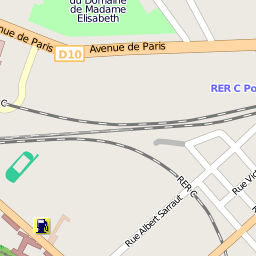 du Domaine
de Madame
Elisabeth
nue de Paris
D10
Avenue de Paris
RER C Po
C
RER C
Rue Albert Sarraut
Rue Vic